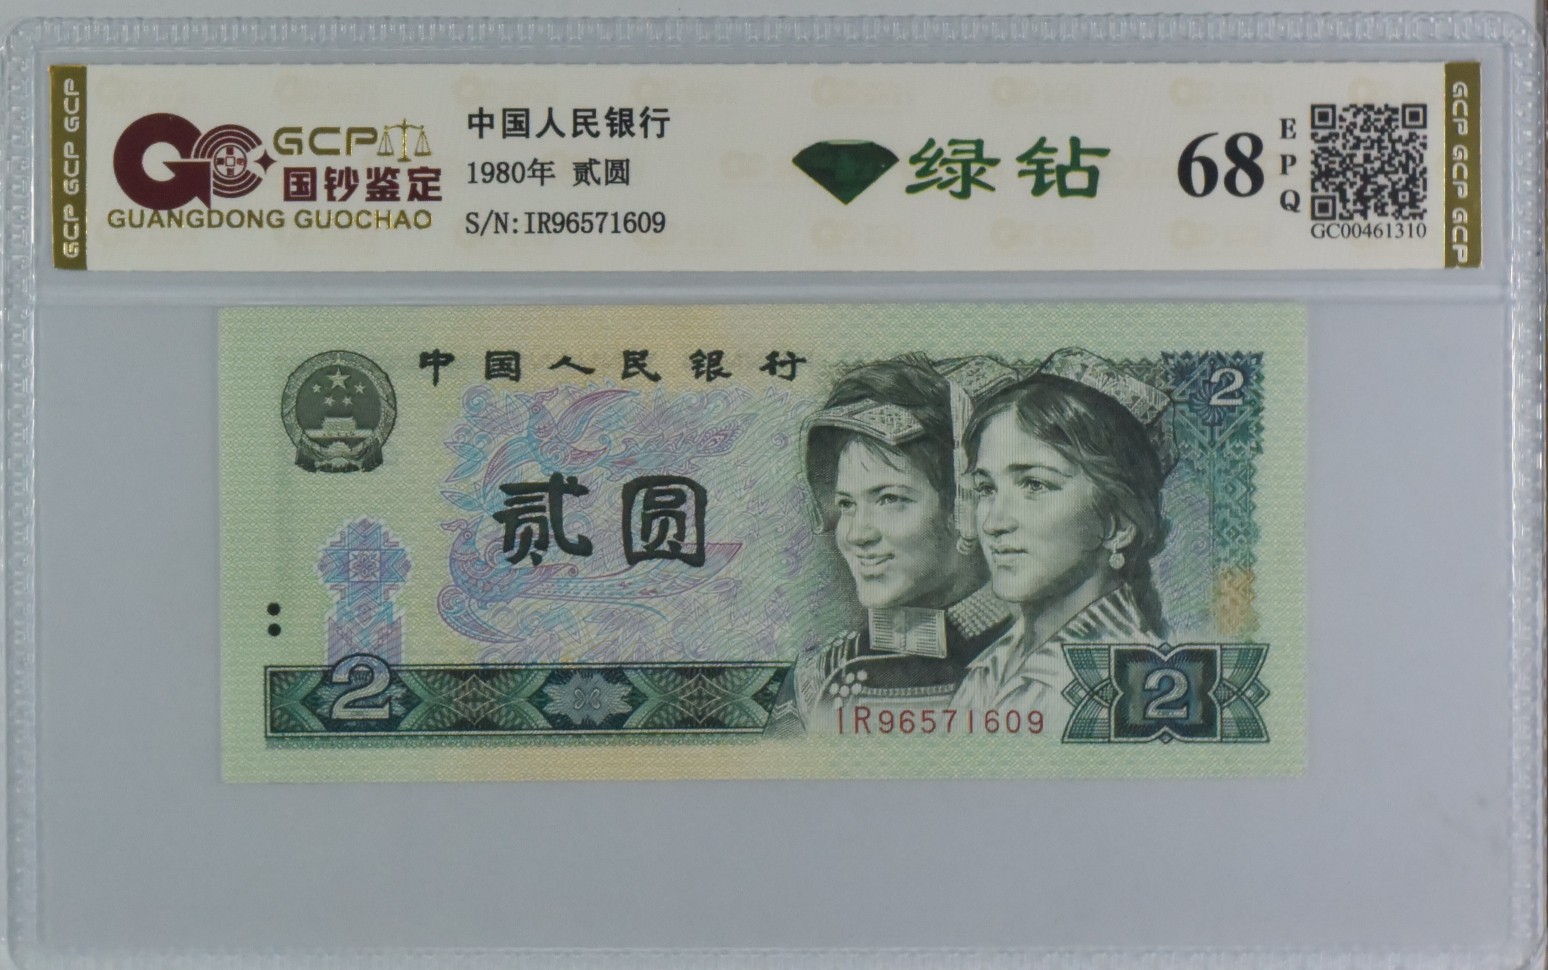 GCP GCP GCP
GCP
国钞鉴定
GUANGDONG GUOCHAO
中国人民银行
1980年 贰圆
S/N:IR96571609
绿钻
68
EPQ
GC00461310
GCP GCP GCP
中国人民银行
2
贰圆
2
IR96571609
2